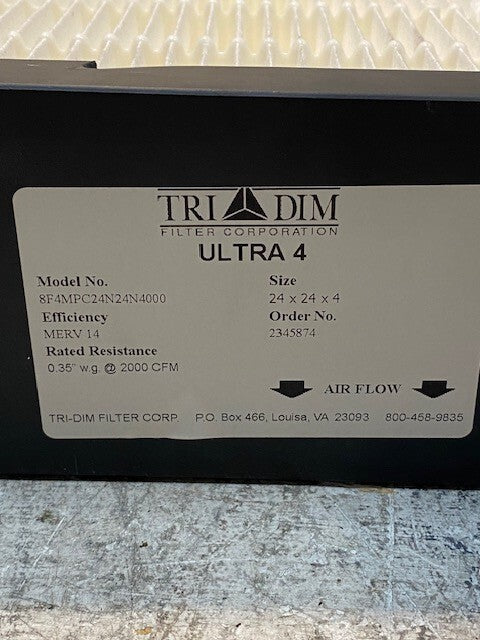 TRI DIM
FILTER CORPORATION
ULTRA 4
Model No.
8F4MPC24N24N4000
Size
24 x 24 x 4
Efficiency
MERV 14
Order No.
2345874
Rated Resistance
0.35" w.g. @ 2000 CFM
AIR FLOW
TRI-DIM FILTER CORP. P.O. Box 466, Louisa, VA 23093 800-458-9835